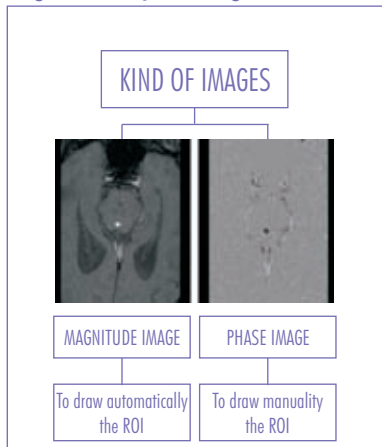 KIND OF IMAGES
MAGNITUDE IMAGE
PHASE IMAGE
To draw automatically
the ROI
To draw manuality
the ROI